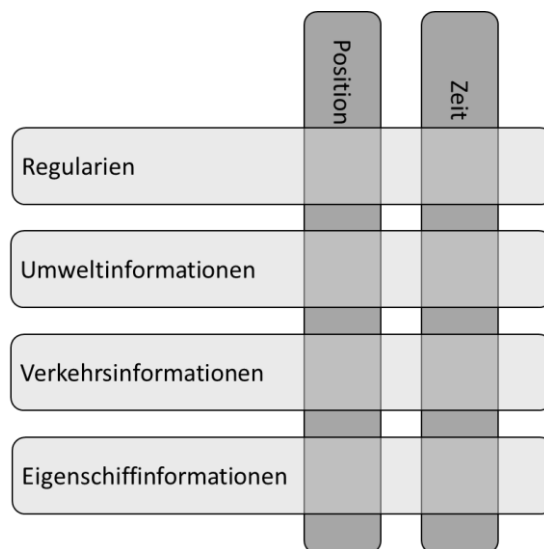 Position
Zeit
Regularien
Umweltinformationen
Verkehrsinformationen
Eigenschiffinformationen